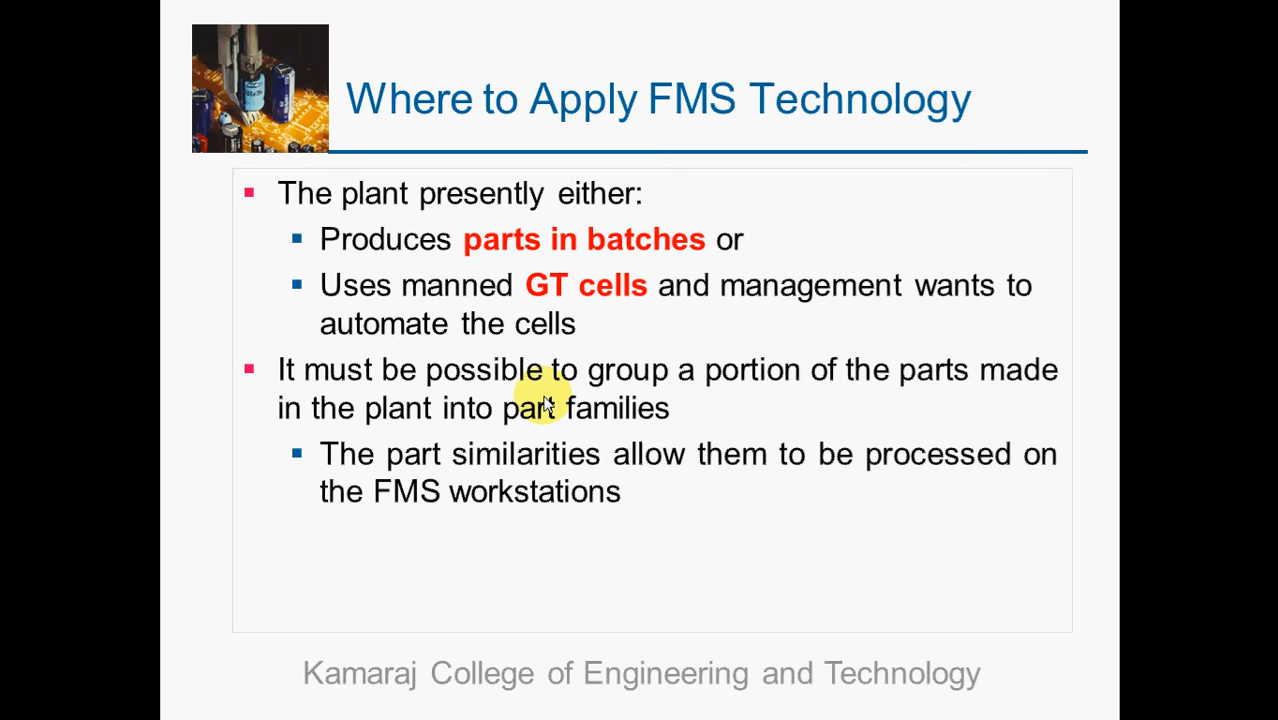 Where to Apply FMS Technology
The plant presently either:
Produces parts in batches or
Uses manned GT cells and management wants to
automate the cells
It must be possible to group a portion of the parts made
in the plant into part families
The part similarities allow them to be processed on
the FMS workstations
Kamaraj College of Engineering and Technology